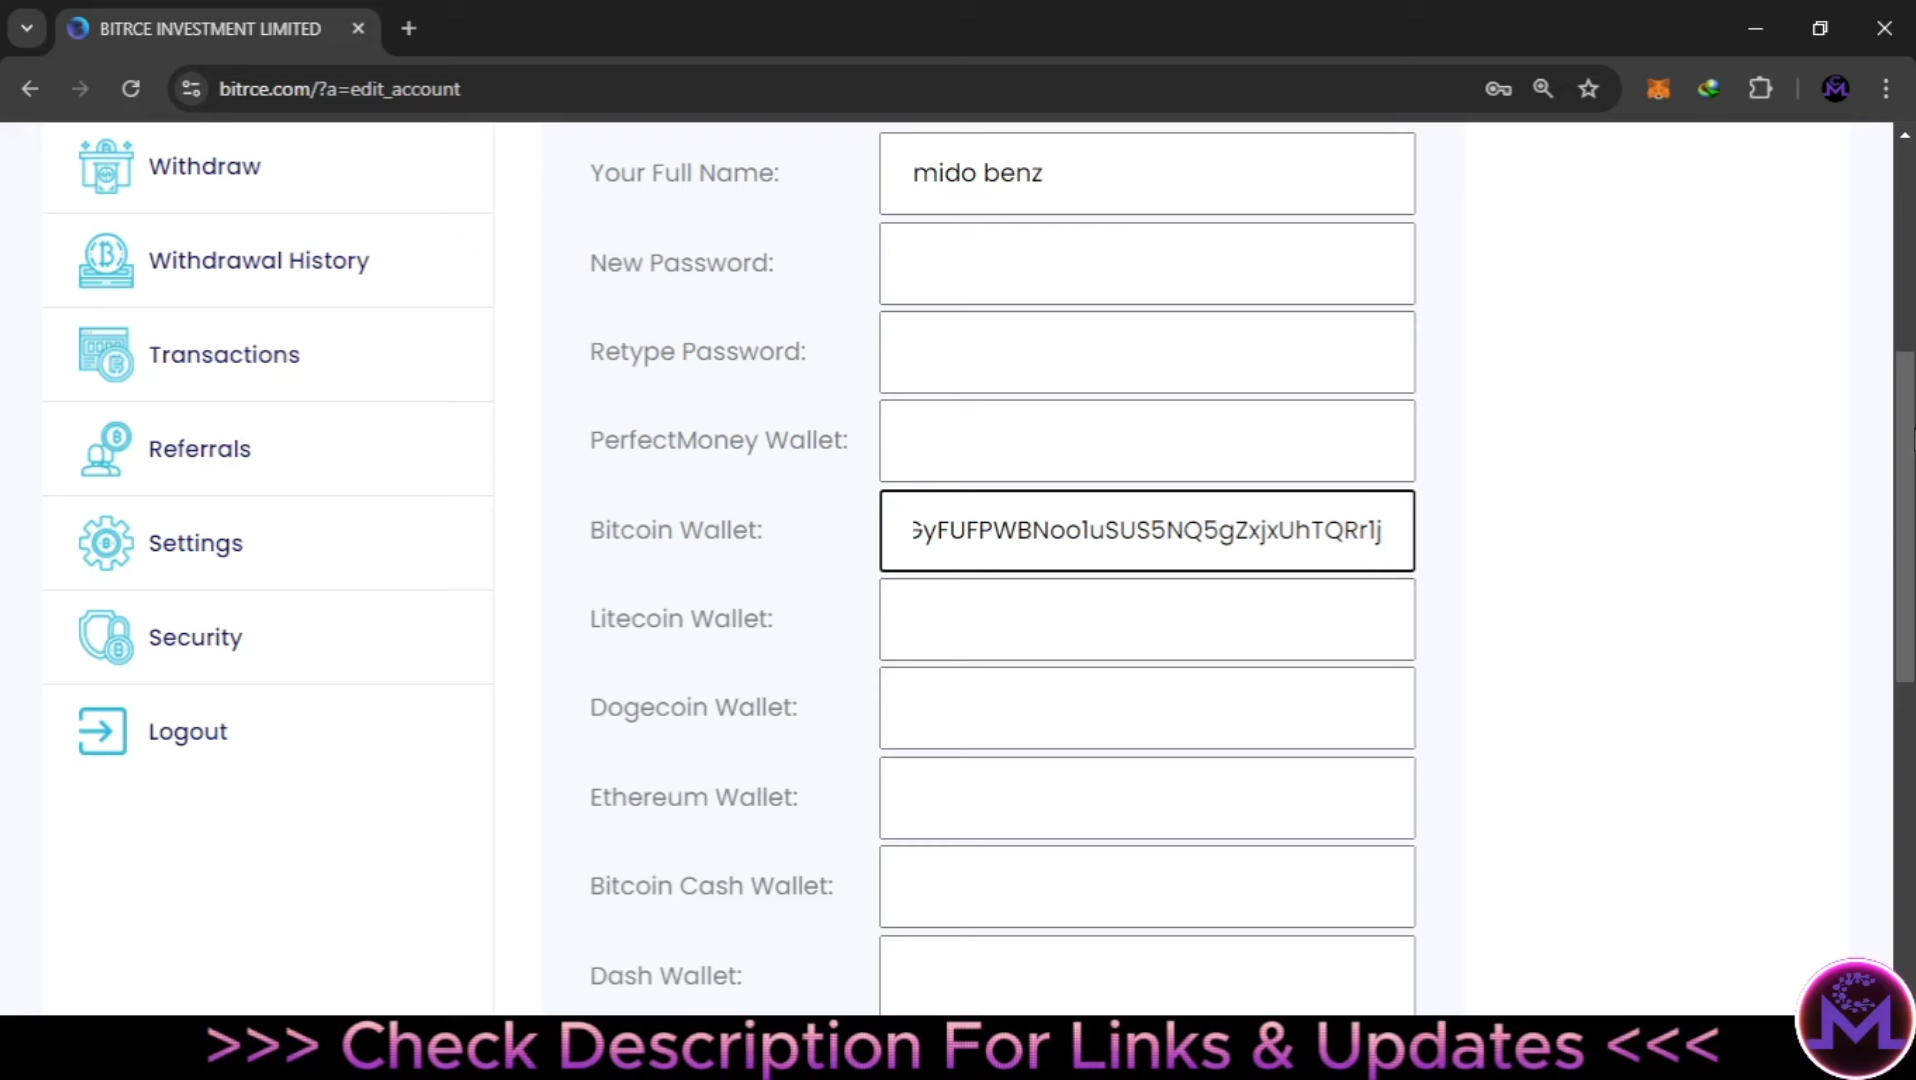 BITRCE INVESTMENT LIMITED
bitrce.com/?a=edit_account
Withdraw
Withdrawal History
Transactions
Referrals
Settings
Security
Logout
Your Full Name:
mido benz
New Password:
Retype Password:
PerfectMoney Wallet:
Bitcoin Wallet:
GyFUFPWBNoo1uSUS5NQ5gZxjxUhTQRr1j
Litecoin Wallet:
Dogecoin Wallet:
Ethereum Wallet:
Bitcoin Cash Wallet:
Dash Wallet:
>>> Check Description For Links & Updates <<<